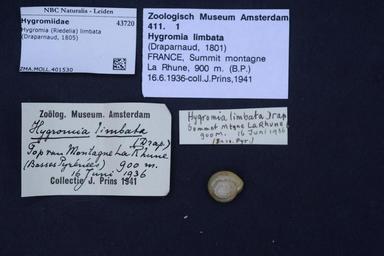 NBC Naturalis - Leiden
Hygromiidae 43720
Hygromia (Riedelia) limbata
(Draparnaud, 1805)
ZMA.MOLL.401530
Zoologisch Museum Amsterdam
411. 1
Hygromia limbata
(Draparnaud, 1801)
FRANCE, Summit montagne
La Rhune, 900 m. (B.P.)
16.6.1936-coll.J.Prins,1941
Zoölog. Museum. Amsterdam
Hygromia limbata
(Drap.)
Top van Montagne La Rhune
(Basses Pyrénées) 900 m.
16 Juni 1936
Collectie J. Prins 1941
Hygromia limbata Drap
Sommet Mtgne La Rhune
900 m. 16 Juni 1936
(Bass. Pyr.)